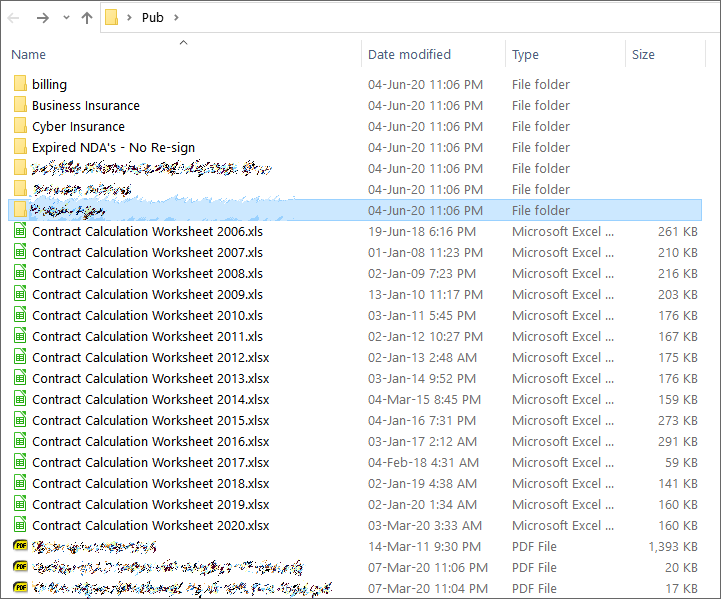 Pub
Name Date modified Type Size
billing 04-Jun-20 11:06 PM File folder
Business Insurance 04-Jun-20 11:06 PM File folder
Cyber Insurance 04-Jun-20 11:06 PM File folder
Expired NDA's - No Re-sign 04-Jun-20 11:06 PM File folder
04-Jun-20 11:06 PM File folder
04-Jun-20 11:06 PM File folder
04-Jun-20 11:06 PM File folder
Contract Calculation Worksheet 2006.xls 19-Jun-18 6:16 PM Microsoft Excel ... 261 KB
Contract Calculation Worksheet 2007.xls 01-Jan-08 11:23 PM Microsoft Excel ... 210 KB
Contract Calculation Worksheet 2008.xls 02-Jan-09 7:23 PM Microsoft Excel ... 216 KB
Contract Calculation Worksheet 2009.xls 13-Jan-10 11:17 PM Microsoft Excel ... 203 KB
Contract Calculation Worksheet 2010.xls 03-Jan-11 5:45 PM Microsoft Excel ... 176 KB
Contract Calculation Worksheet 2011.xls 02-Jan-12 10:27 PM Microsoft Excel ... 167 KB
Contract Calculation Worksheet 2012.xlsx 02-Jan-13 2:48 AM Microsoft Excel ... 175 KB
Contract Calculation Worksheet 2013.xlsx 03-Jan-14 9:52 PM Microsoft Excel ... 176 KB
Contract Calculation Worksheet 2014.xlsx 04-Mar-15 8:45 PM Microsoft Excel ... 159 KB
Contract Calculation Worksheet 2015.xlsx 04-Jan-16 7:31 PM Microsoft Excel ... 273 KB
Contract Calculation Worksheet 2016.xlsx 03-Jan-17 2:12 AM Microsoft Excel ... 291 KB
Contract Calculation Worksheet 2017.xlsx 04-Feb-18 4:31 AM Microsoft Excel ... 59 KB
Contract Calculation Worksheet 2018.xlsx 02-Jan-19 4:38 AM Microsoft Excel ... 141 KB
Contract Calculation Worksheet 2019.xlsx 02-Jan-20 1:34 AM Microsoft Excel ... 160 KB
Contract Calculation Worksheet 2020.xlsx 03-Mar-20 3:33 AM Microsoft Excel ... 160 KB
PDF 14-Mar-11 9:30 PM PDF File 1,393 KB
PDF 07-Mar-20 11:06 PM PDF File 20 KB
PDF 07-Mar-20 11:04 PM PDF File 17 KB